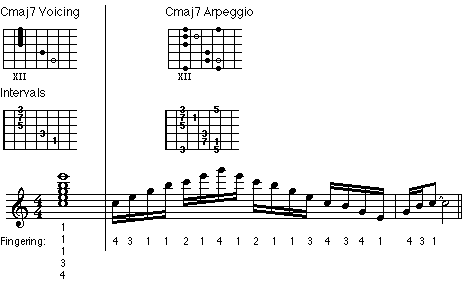 Cmaj7 Voicing Cmaj7 Arpeggio
XII XII
Intervals
3 3 5
7 7
5 5
3 3
1 7 1
3 5
4
4
Fingering: 1 4 3 1 1 2 1 4 1 2 1 1 3 4 3 4 1 4 3 1
1
1
3
4